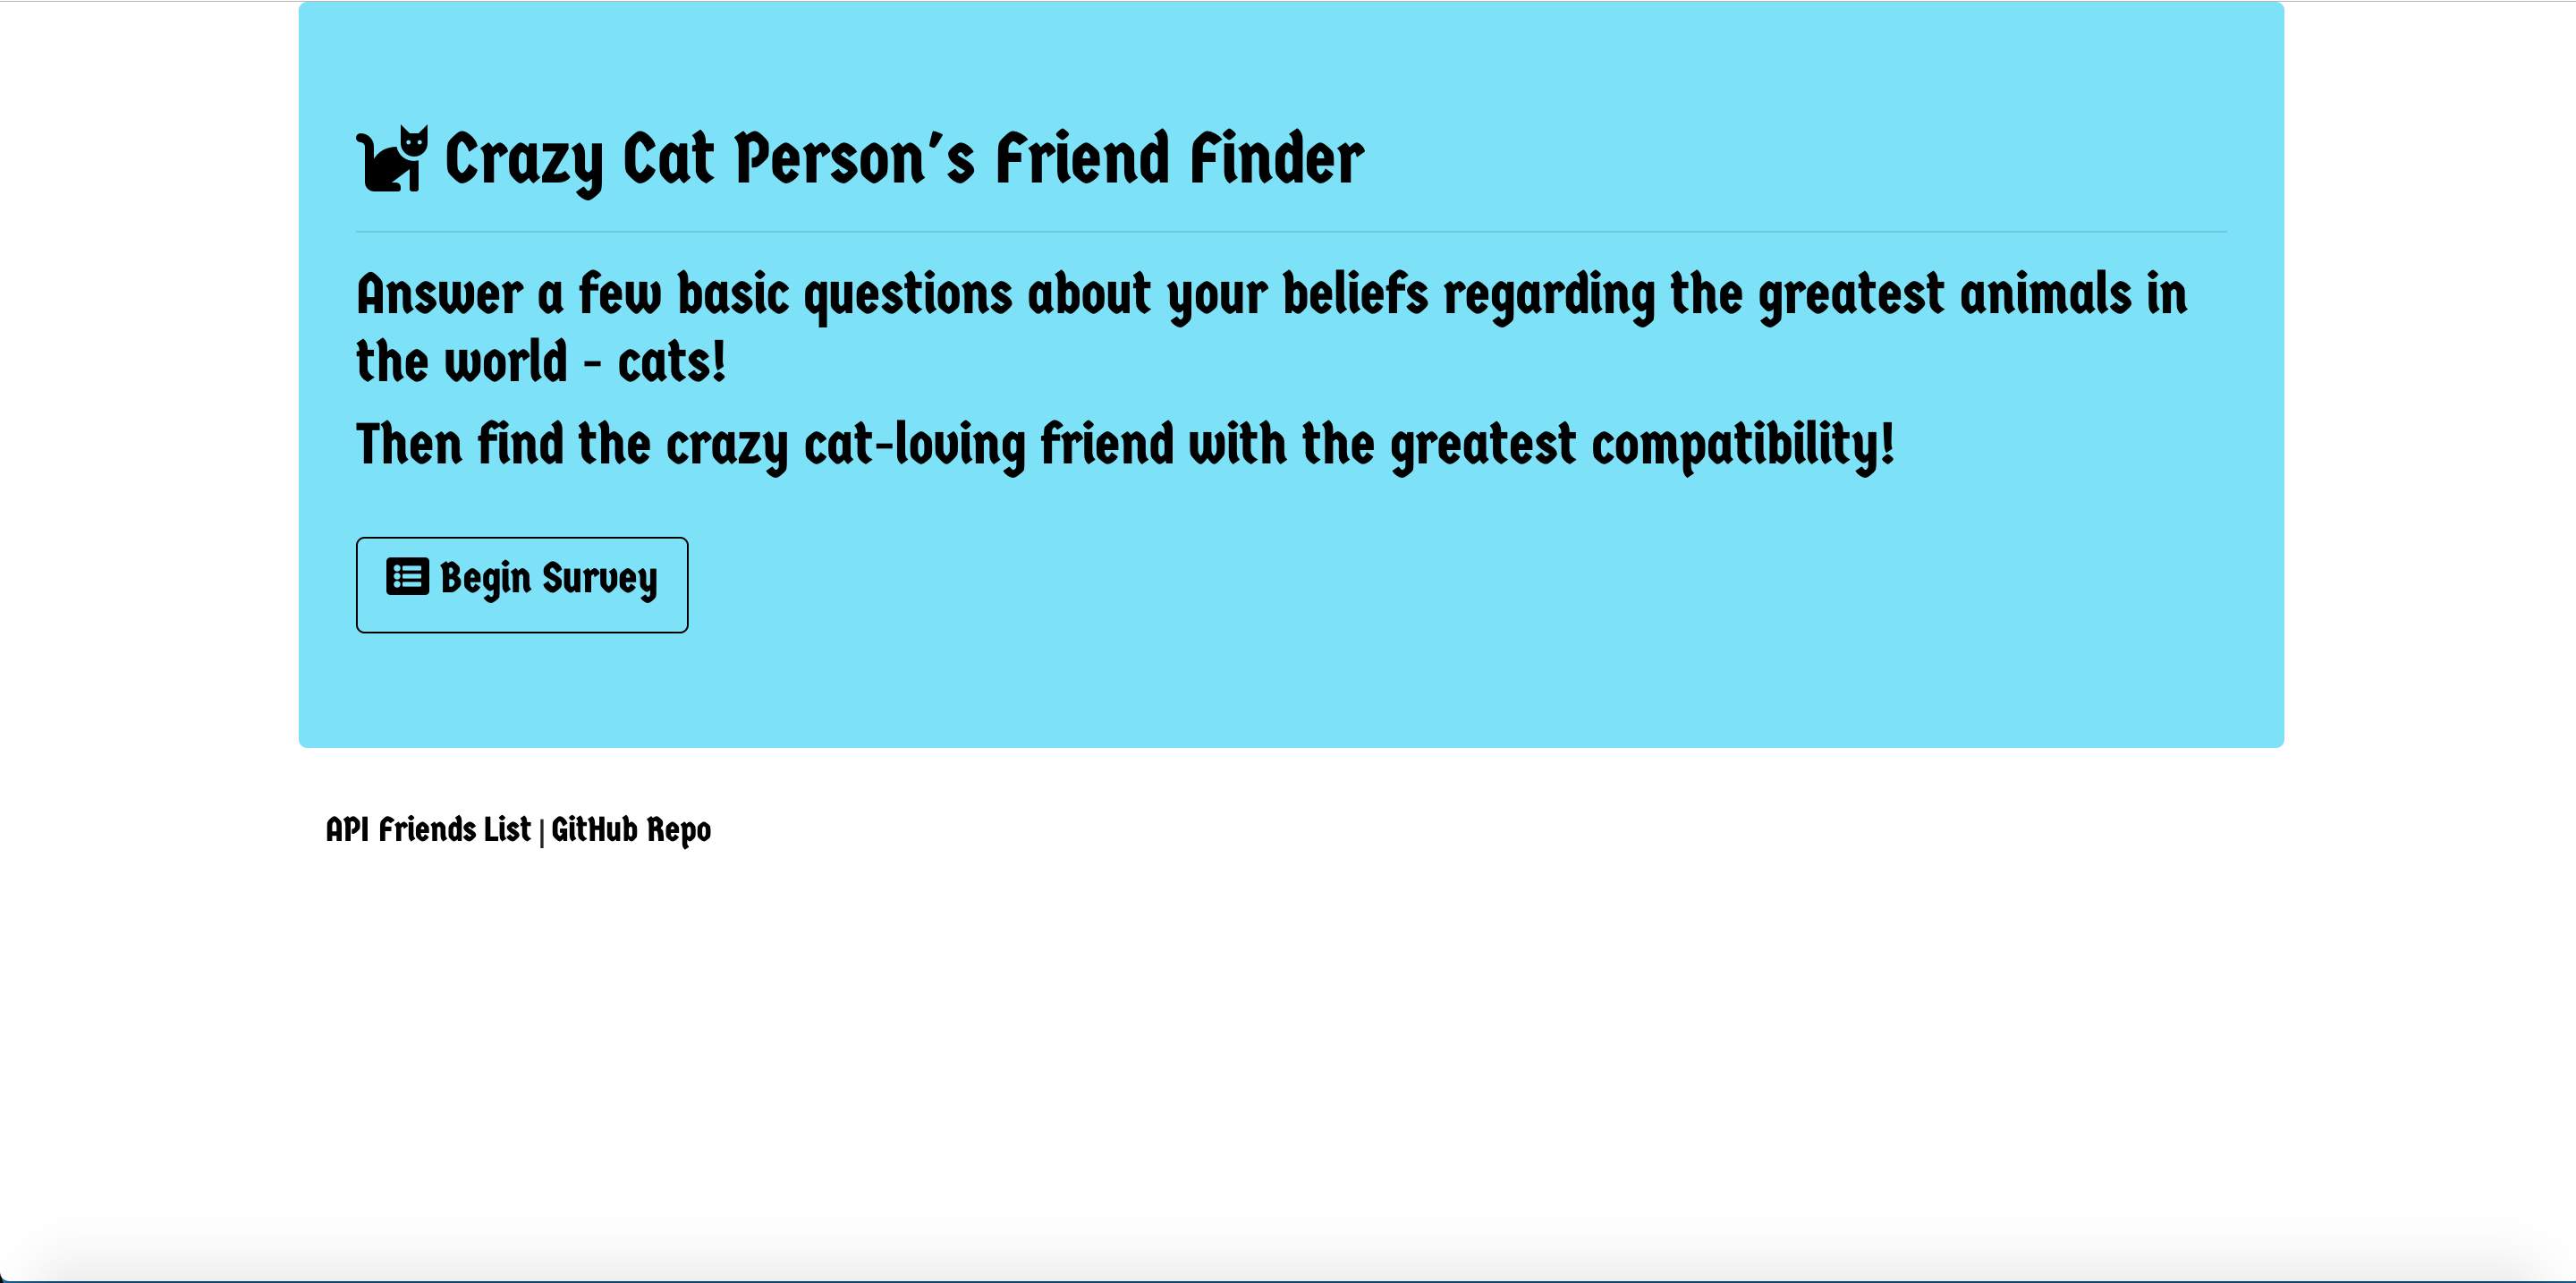 Crazy Cat Person's Friend Finder
Answer a few basic questions about your beliefs regarding the greatest animals in
the world - cats!
Then find the crazy cat-loving friend with the greatest compatibility!
Begin Survey
API Friends List | GitHub Repo